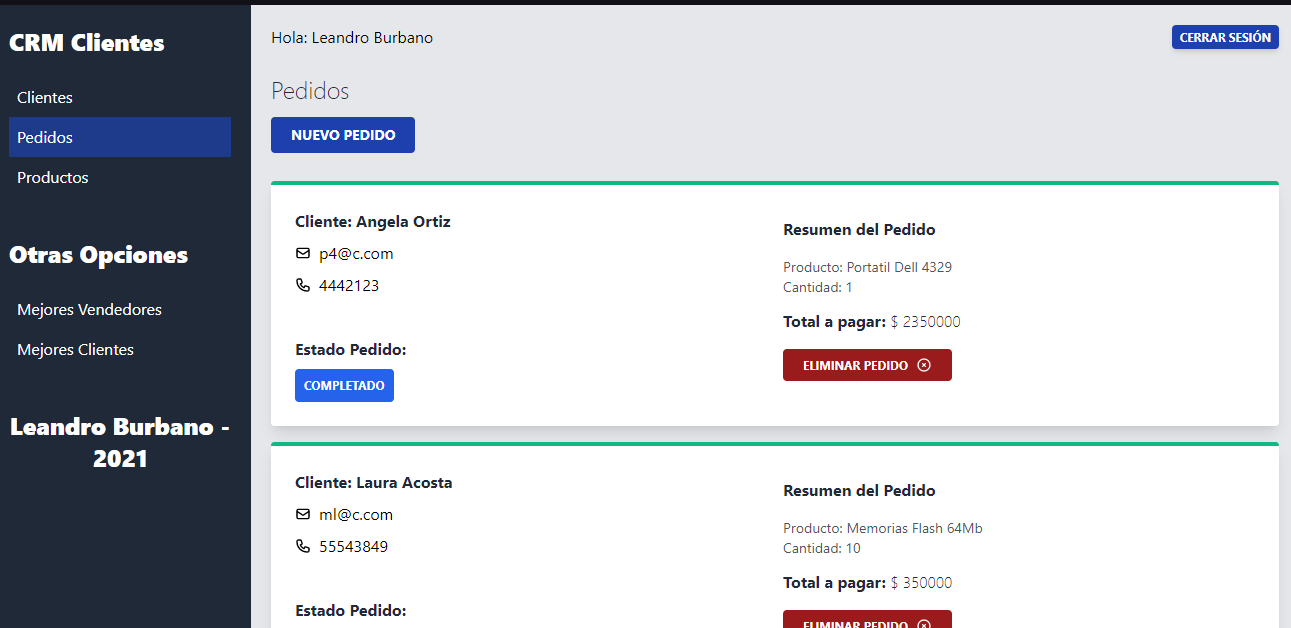 CRM Clientes
Clientes
Pedidos
Productos
Otras Opciones
Mejores Vendedores
Mejores Clientes
Leandro Burbano -
2021
Hola: Leandro Burbano
CERRAR SESIÓN
Pedidos
NUEVO PEDIDO
Cliente: Angela Ortiz
p4@c.com
4442123
Estado Pedido:
COMPLETADO
Resumen del Pedido
Producto: Portatil Dell 4329
Cantidad: 1
Total a pagar: $ 2350000
ELIMINAR PEDIDO
Cliente: Laura Acosta
ml@c.com
55543849
Estado Pedido:
Resumen del Pedido
Producto: Memorias Flash 64Mb
Cantidad: 10
Total a pagar: $ 350000
ELIMINAR PEDIDO